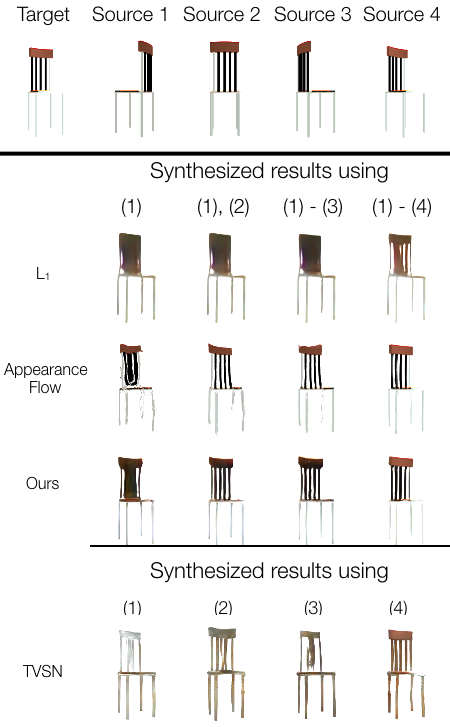 Target Source 1 Source 2 Source 3 Source 4
Synthesized results using
(1) (1), (2) (1) - (3) (1) - (4)
L₁
Appearance
Flow
Ours
Synthesized results using
(1) (2) (3) (4)
TVSN